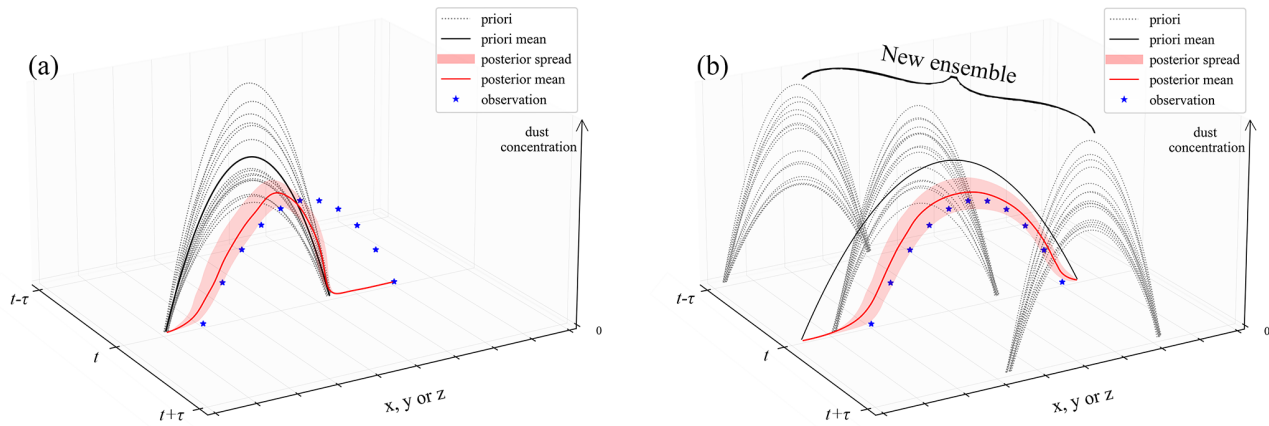 (a)
priori
priori mean
posterior spread
posterior mean
observation
dust
concentration
0
t-τ
t
t+τ
x, y or z
(b)
New ensemble
priori
priori mean
posterior spread
posterior mean
observation
dust
concentration
0
t-τ
t
t+τ
x, y or z